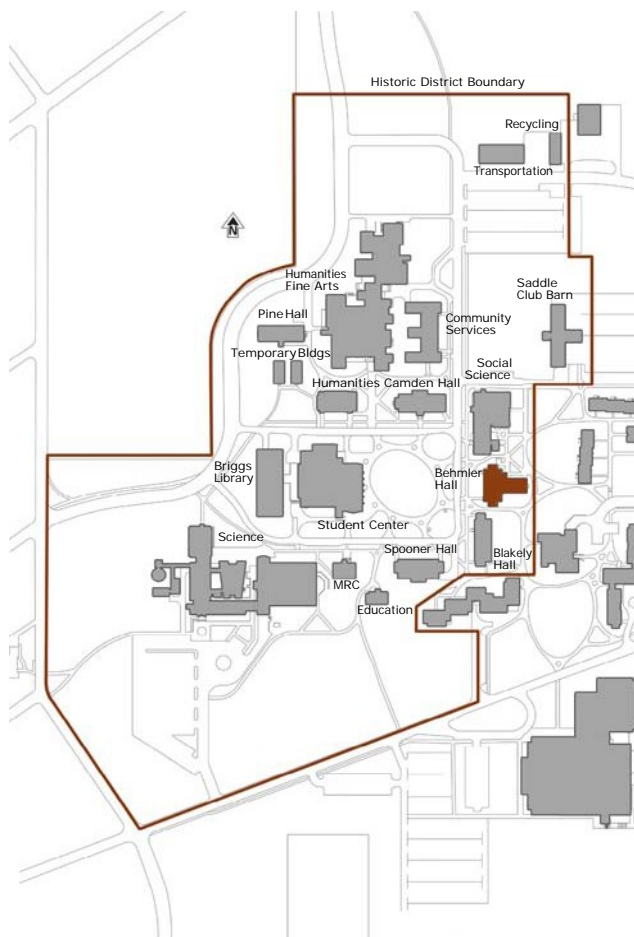 Historic District Boundary
Recycling
Transportation
N
Humanities
Fine Arts
Saddle
Club Barn
Pine Hall
Community
Services
Temporary Bldgs
Social
Science
Humanities
Camden Hall
Briggs
Library
Behmler
Hall
Student Center
Science
Spooner Hall
Blakely
Hall
MRC
Education